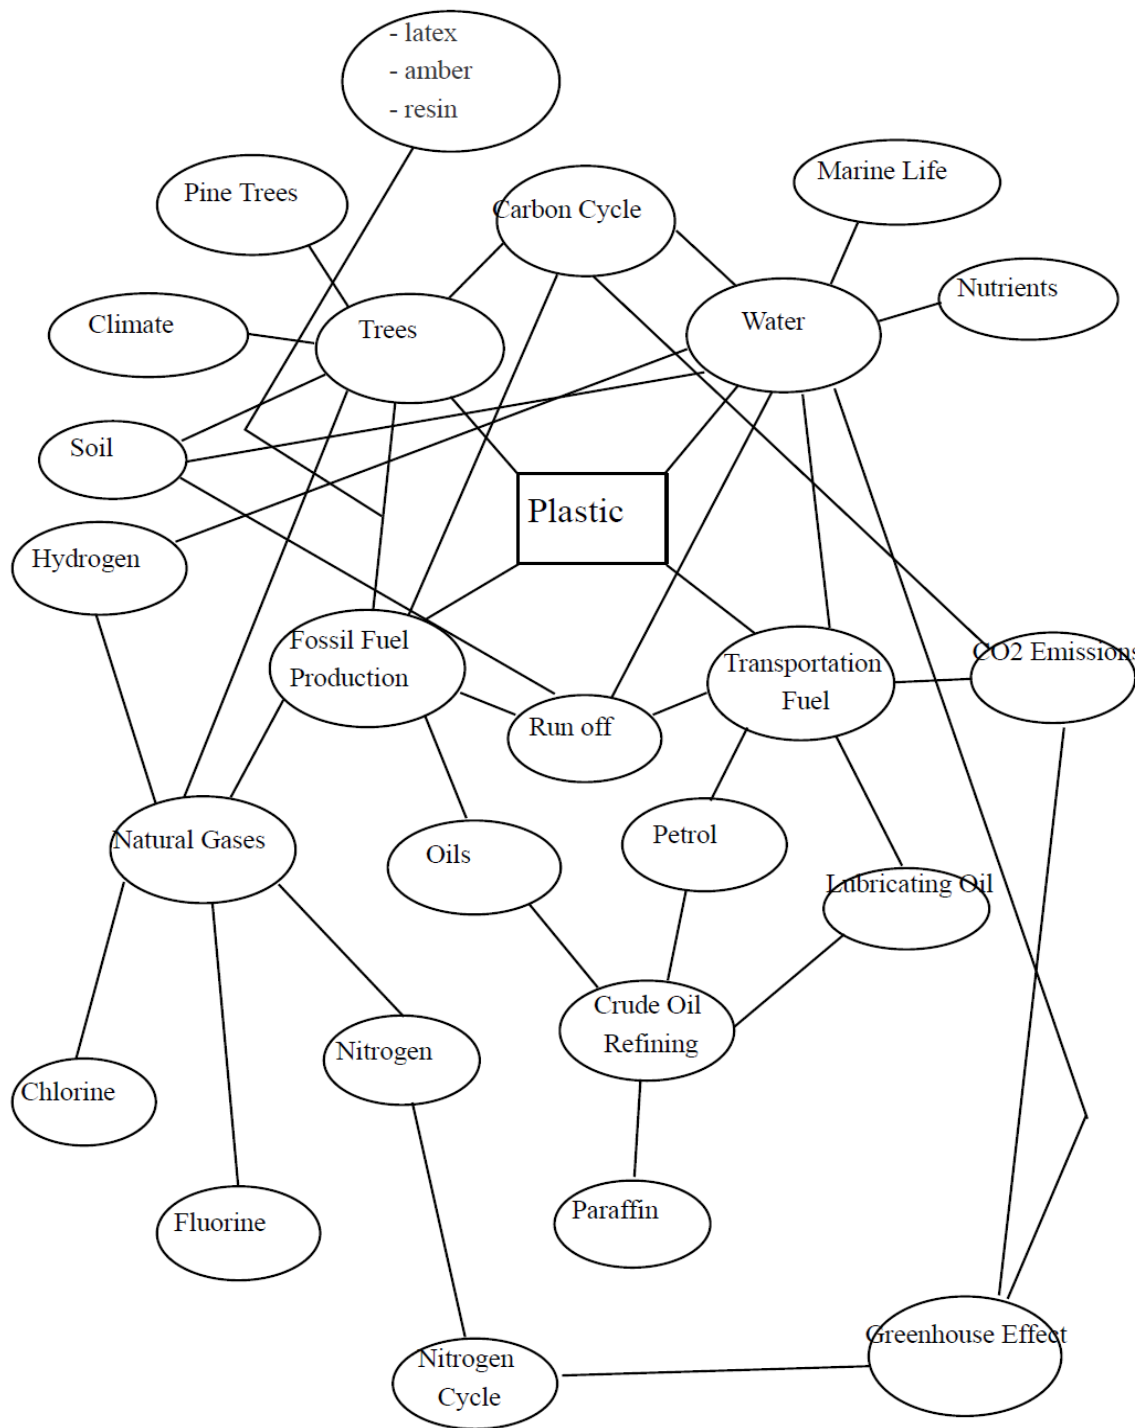 - latex
- amber
- resin
Pine Trees
Carbon Cycle
Marine Life
Nutrients
Climate
Trees
Water
Soil
Plastic
Hydrogen
Fossil Fuel
Production
Run off
Transportation
Fuel
CO2 Emissions
Natural Gases
Oils
Petrol
Lubricating Oil
Crude Oil
Refining
Nitrogen
Chlorine
Fluorine
Paraffin
Nitrogen
Cycle
Greenhouse Effect